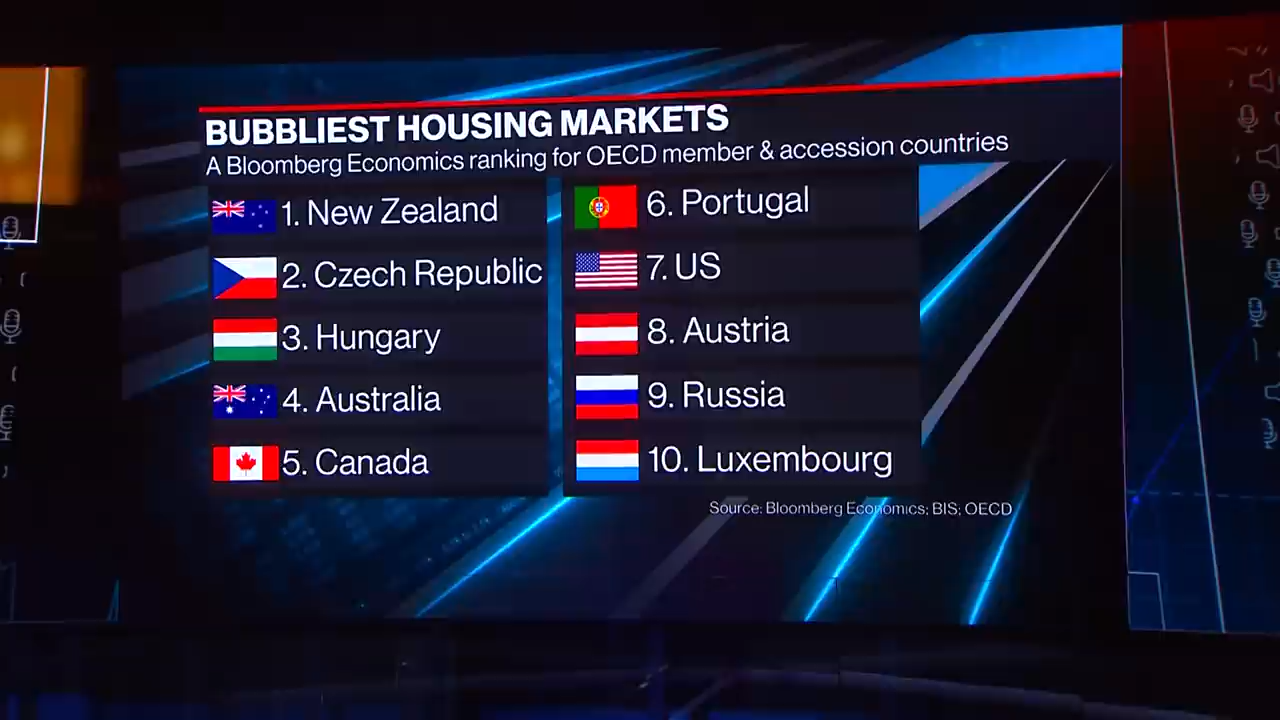 BUBBLIEST HOUSING MARKETS
A Bloomberg Economics ranking for OECD member & accession countries
1. New Zealand
2. Czech Republic
3. Hungary
4. Australia
5. Canada
6. Portugal
7. US
8. Austria
9. Russia
10. Luxembourg
Source: Bloomberg Economics; BIS; OECD